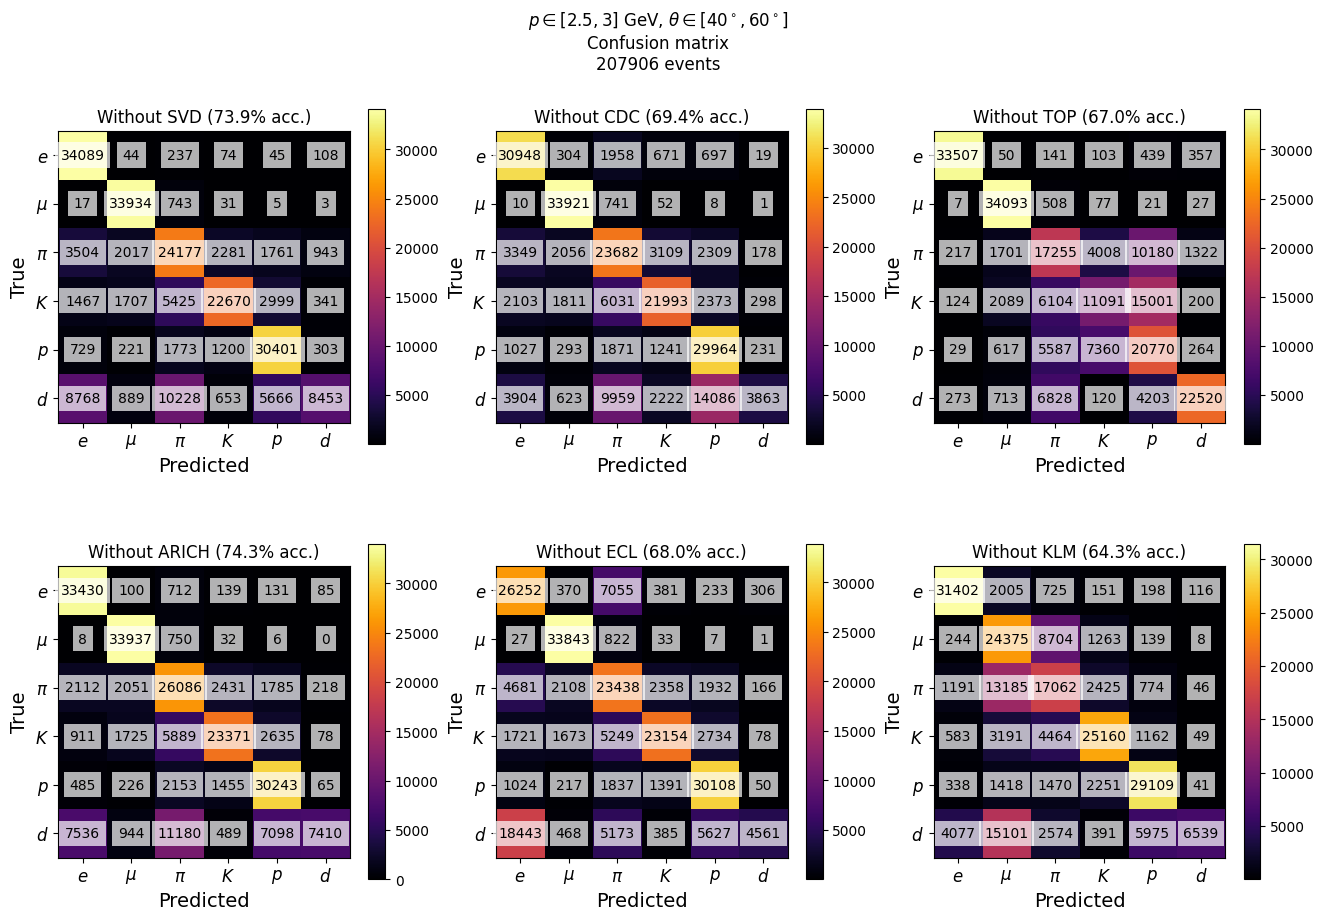 p ∈ [2.5, 3] GeV, θ ∈ [40°, 60°]
Confusion matrix
207906 events
Without SVD (73.9% acc.)
True
e 34089 44 237 74 45 108
μ 17 33934 743 31 5 3
π 3504 2017 24177 2281 1761 943
K 1467 1707 5425 22670 2999 341
p 729 221 1773 1200 30401 303
d 8768 889 10228 653 5666 8453
e μ π K p d
Predicted
30000
25000
20000
15000
10000
5000
Without CDC (69.4% acc.)
True
e 30948 304 1958 671 697 19
μ 10 33921 741 52 8 1
π 3349 2056 23682 3109 2309 178
K 2103 1811 6031 21993 2373 298
p 1027 293 1871 1241 29964 231
d 3904 623 9959 2222 14086 3863
e μ π K p d
Predicted
30000
25000
20000
15000
10000
5000
Without TOP (67.0% acc.)
True
e 33507 50 141 103 439 357
μ 7 34093 508 77 21 27
π 217 1701 17255 4008 10180 1322
K 124 2089 6104 11091 15001 200
p 29 617 5587 7360 20770 264
d 273 713 6828 120 4203 22520
e μ π K p d
Predicted
30000
25000
20000
15000
10000
5000
Without ARICH (74.3% acc.)
True
e 33430 100 712 139 131 85
μ 8 33937 750 32 6 0
π 2112 2051 26086 2431 1785 218
K 911 1725 5889 23371 2635 78
p 485 226 2153 1455 30243 65
d 7536 944 11180 489 7098 7410
e μ π K p d
Predicted
30000
25000
20000
15000
10000
5000
0
Without ECL (68.0% acc.)
True
e 26252 370 7055 381 233 306
μ 27 33843 822 33 7 1
π 4681 2108 23438 2358 1932 166
K 1721 1673 5249 23154 2734 78
p 1024 217 1837 1391 30108 50
d 18443 468 5173 385 5627 4561
e μ π K p d
Predicted
30000
25000
20000
15000
10000
5000
Without KLM (64.3% acc.)
True
e 31402 2005 725 151 198 116
μ 244 24375 8704 1263 139 8
π 1191 13185 17062 2425 774 46
K 583 3191 4464 25160 1162 49
p 338 1418 1470 2251 29109 41
d 4077 15101 2574 391 5975 6539
e μ π K p d
Predicted
30000
25000
20000
15000
10000
5000